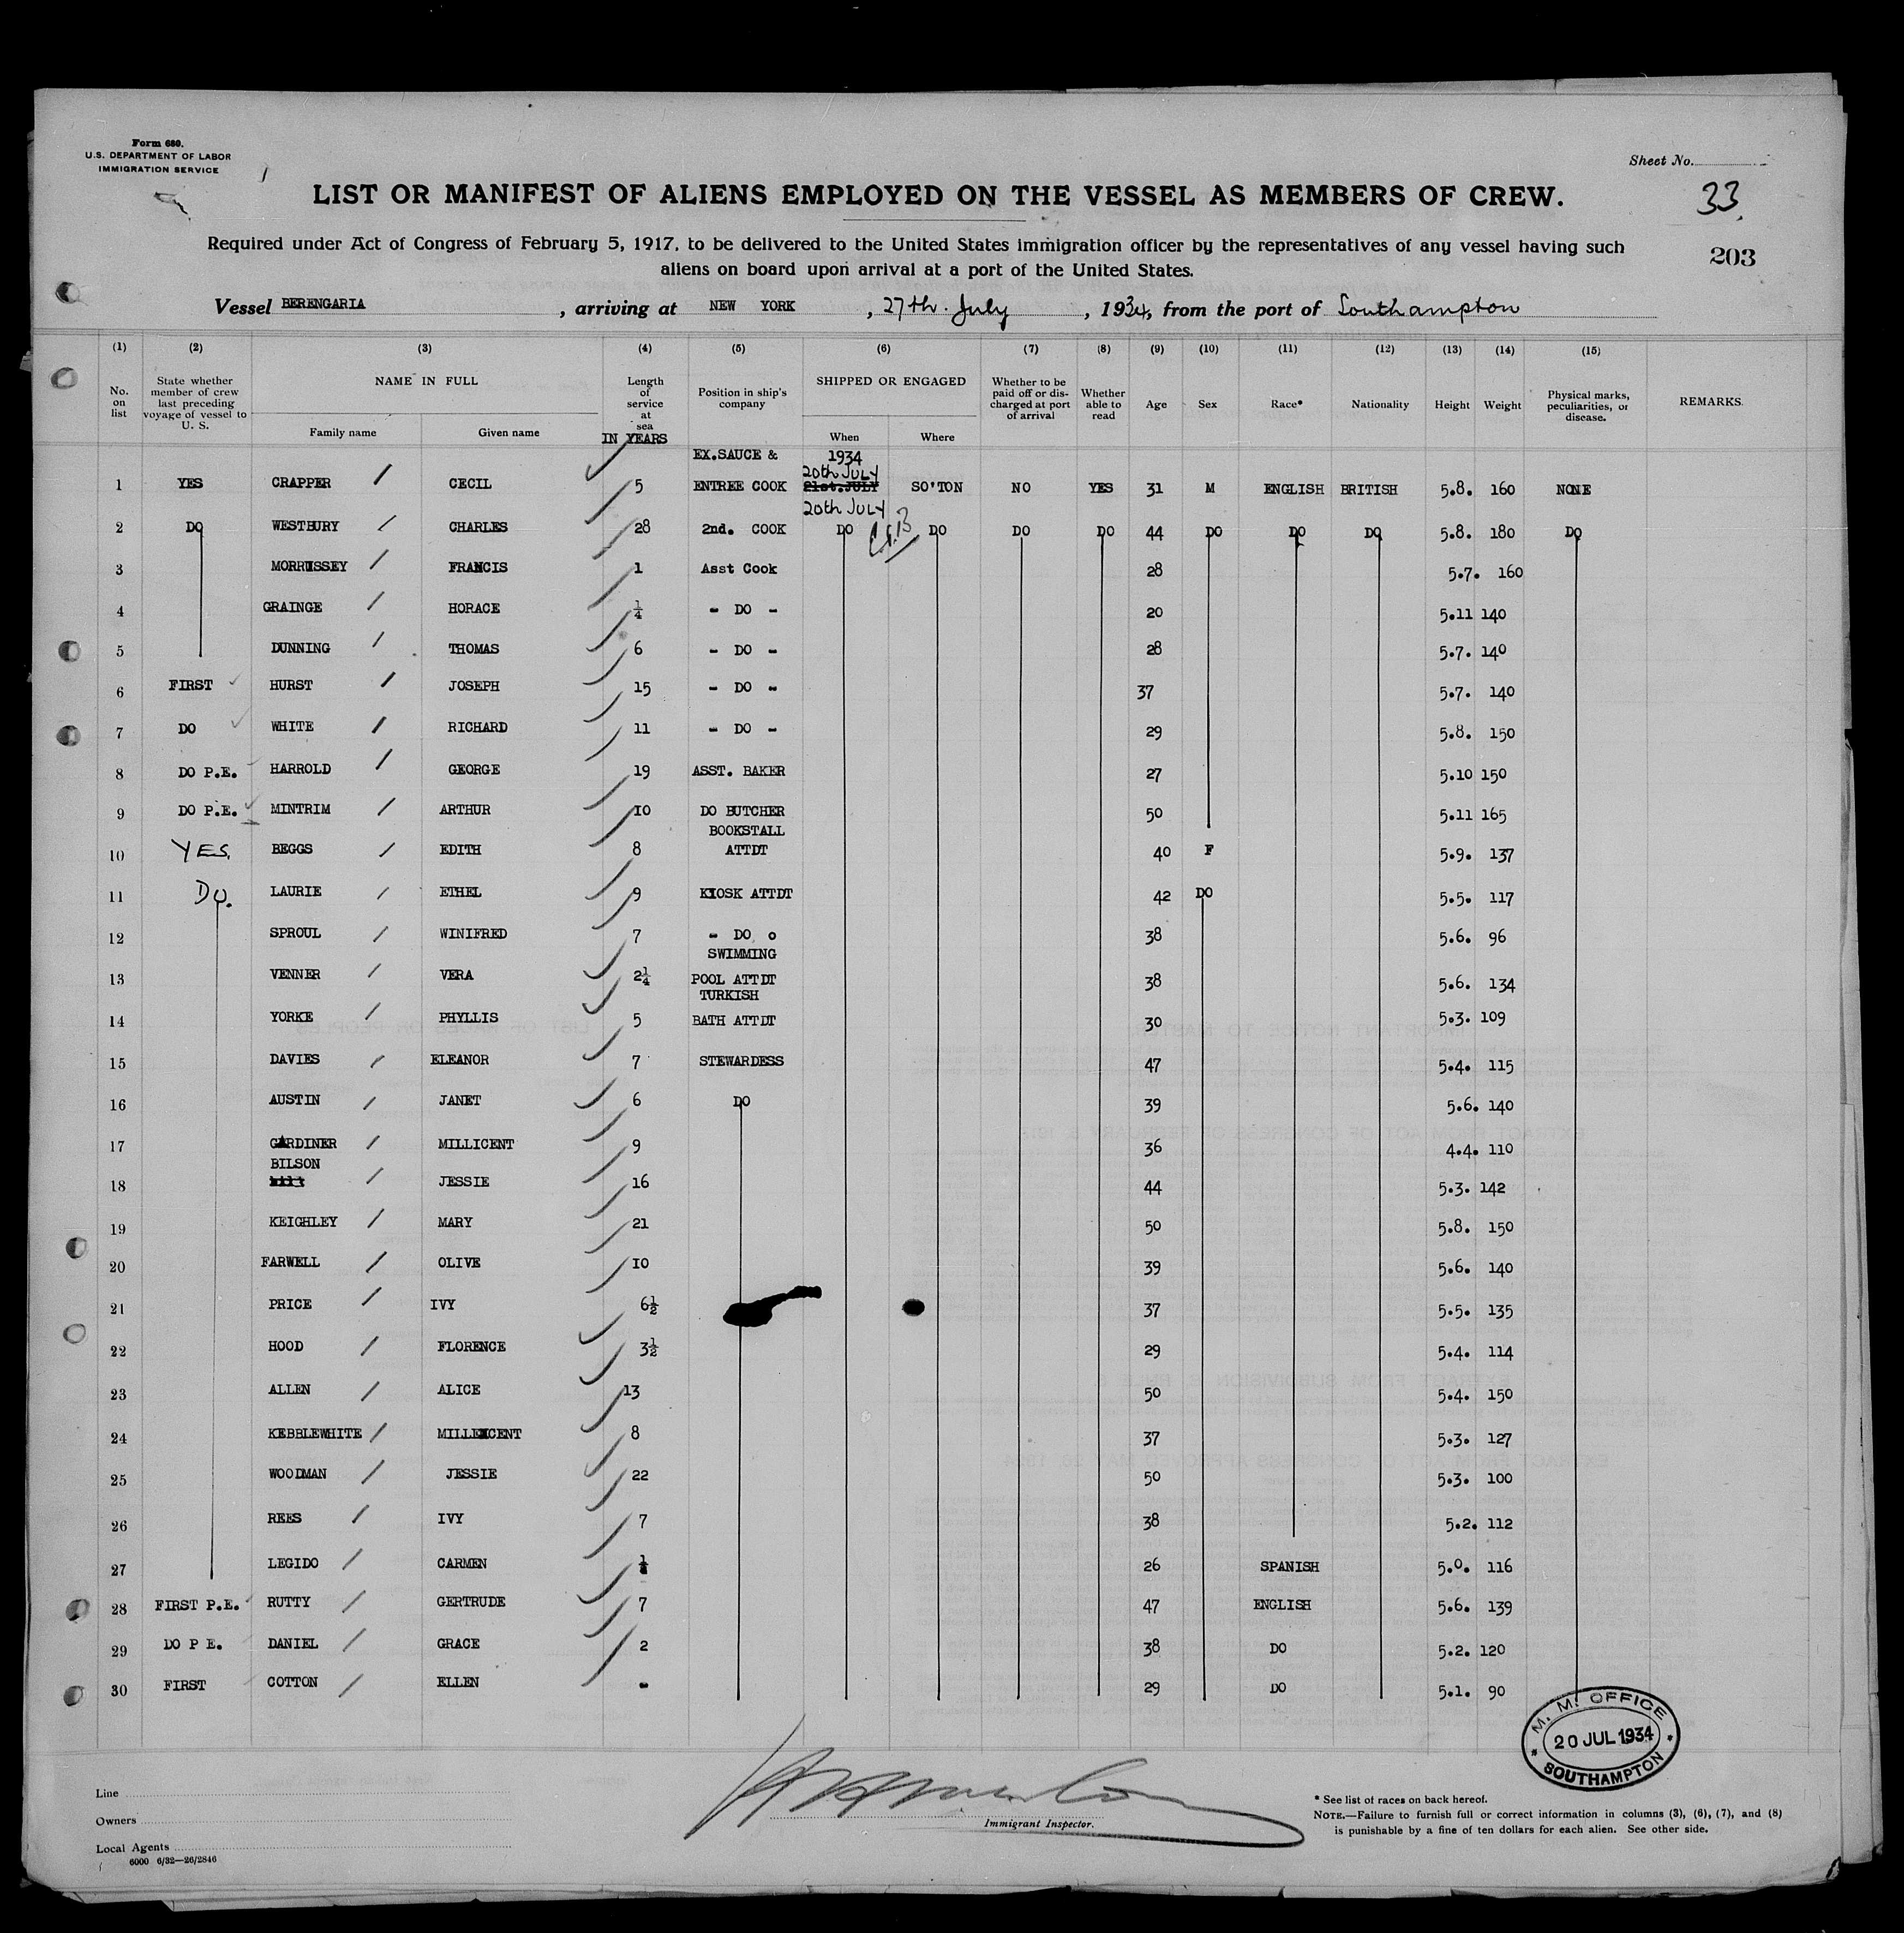 Form 680.
U.S. DEPARTMENT OF LABOR
IMMIGRATION SERVICE
Sheet No.
33
203
LIST OR MANIFEST OF ALIENS EMPLOYED ON THE VESSEL AS MEMBERS OF CREW.
Required under Act of Congress of February 5, 1917, to be delivered to the United States immigration officer by the representatives of any vessel having such
aliens on board upon arrival at a port of the United States.
Vessel BERENGARIA, arriving at NEW YORK, 27th. July, 1934, from the port of Southampton
(1) (2) (3) (4) (5) (6) (7) (8) (9) (10) (11) (12) (13) (14) (15)
No. on list State whether member of crew last preceding voyage of vessel to U. S. NAME IN FULL Family name Given name Length of service at sea IN YEARS Position in ship's company SHIPPED OR ENGAGED When Where Whether to be paid off or discharged at port of arrival Whether able to read Age Sex Race* Nationality Height Weight Physical marks, peculiarities, or disease. REMARKS.
EX.SAUCE & 1934
20th JULY
1 YES CRAPPER CECIL 5 ENTREE COOK 21st.JULY SO'TON NO YES 31 M ENGLISH BRITISH 5.8. 160 NONE
20th JULY
2 DO WESTBURY CHARLES 28 2nd. COOK DO DO DO DO 44 DO DO DO 5.8. 180 DO
3 MORRISSEY FRANCIS 1 Asst Cook 28 5.7. 160
4 GRAINGE HORACE 1/4 - DO - 20 5.11 140
5 DUNNING THOMAS 6 - DO - 28 5.7. 140
6 FIRST HURST JOSEPH 15 - DO - 37 5.7. 140
7 DO WHITE RICHARD 11 - DO - 29 5.8. 150
8 DO P.E. HARROLD GEORGE 19 ASST. BAKER 27 5.10 150
9 DO P.E. MINTRIM ARTHUR 10 DO BUTCHER 50 5.11 165
BOOKSTALL
10 YES. BEGGS EDITH 8 ATTDT 40 F 5.9. 137
11 DO. LAURIE ETHEL 9 KIOSK ATTDT 42 DO 5.5. 117
12 SPROUL WINIFRED 7 - DO o 38 5.6. 96
SWIMMING
13 VENNER VERA 2 1/4 POOL ATTDT 38 5.6. 134
TURKISH
14 YORKE PHYLLIS 5 BATH ATTDT 30 5.3. 109
15 DAVIES ELEANOR 7 STEWARDESS 47 5.4. 115
16 AUSTIN JANET 6 DO 39 5.6. 140
17 GARDINER MILLICENT 9 36 4.4. 110
BILSON
18 JESSIE 16 44 5.3. 142
19 KEIGHLEY MARY 21 50 5.8. 150
20 FARWELL OLIVE 10 39 5.6. 140
21 PRICE IVY 6 1/2 37 5.5. 135
22 HOOD FLORENCE 3 1/2 29 5.4. 114
23 ALLEN ALICE 13 50 5.4. 150
24 KEBBLEWHITE MILLICENT 8 37 5.3. 127
25 WOODMAN JESSIE 22 50 5.3. 100
26 REES IVY 7 38 5.2. 112
27 LEGIDO CARMEN 26 SPANISH 5.0. 116
28 FIRST P.E. RUTTY GERTRUDE 7 47 ENGLISH 5.6. 139
29 DO P E. DANIEL GRACE 2 38 DO 5.2. 120
30 FIRST COTTON ELLEN - 29 DO 5.1. 90
M. M. OFFICE
20 JUL 1934
SOUTHAMPTON
Line
Owners
Local Agents
6000 6/32—26/2846
Immigrant Inspector.
* See list of races on back hereof.
NOTE.—Failure to furnish full or correct information in columns (3), (6), (7), and (8)
is punishable by a fine of ten dollars for each alien. See other side.